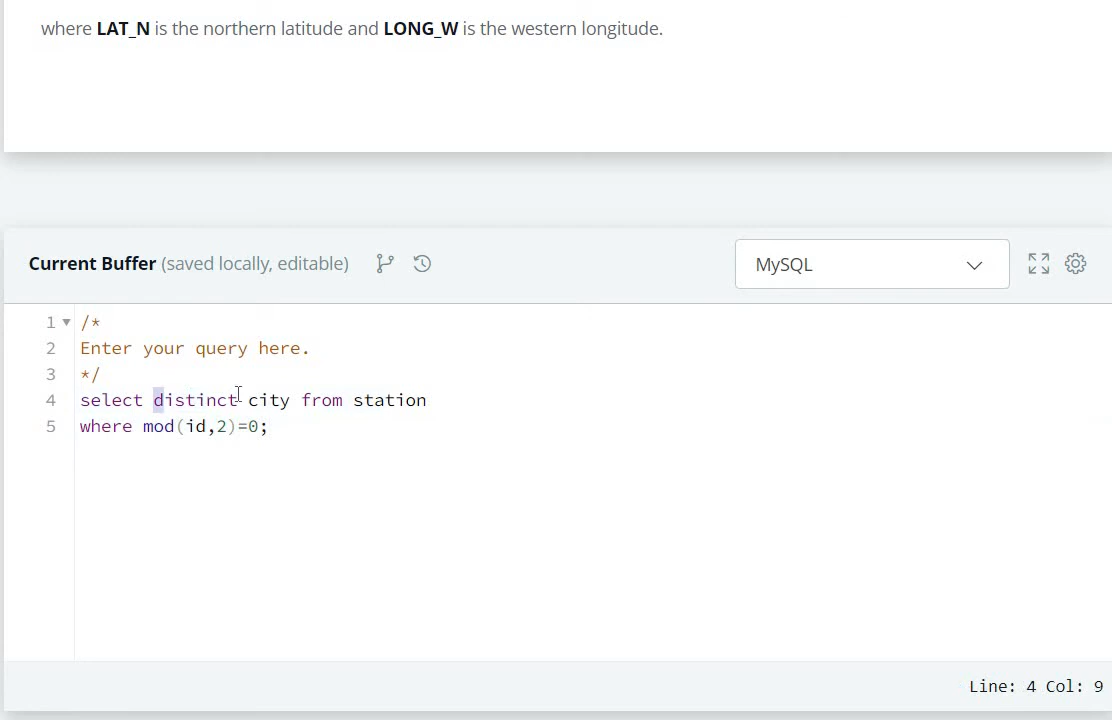 where LAT_N is the northern latitude and LONG_W is the western longitude.
Current Buffer (saved locally, editable)
MySQL
1 /*
2 Enter your query here.
3 */
4 select distinct city from station
5 where mod(id,2)=0;
Line: 4 Col: 9